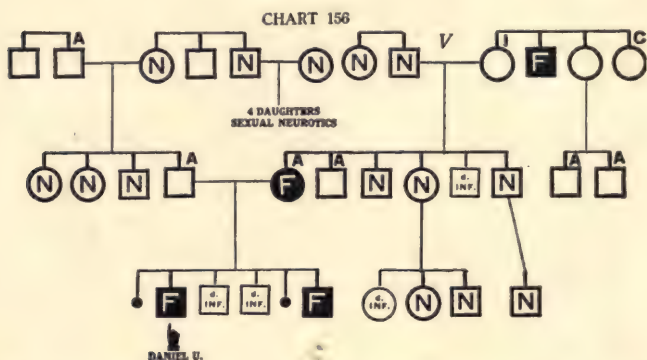 CHART 156
A N N N N N V I F C
4 DAUGHTERS
SEXUAL NEUROTICS
N N N A F A A N N d. INF. N A A
F d. INF. d. INF. F d. INF. N N N
DANIEL U.